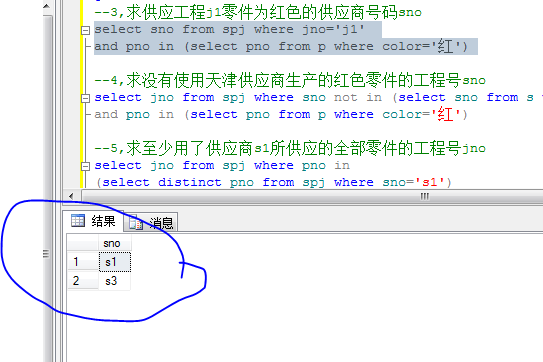 --3,求供应工程j1零件为红色的供应商号码sno
select sno from spj where jno='j1'
and pno in (select pno from p where color='红')
--4,求没有使用天津供应商生产的红色零件的工程号sno
select jno from spj where sno not in (select sno from s
and pno in (select pno from p where color='红')
--5,求至少用了供应商s1所供应的全部零件的工程号jno
select jno from spj where pno in
(select distinct pno from spj where sno='s1')
结果 消息
sno
1 s1
2 s3